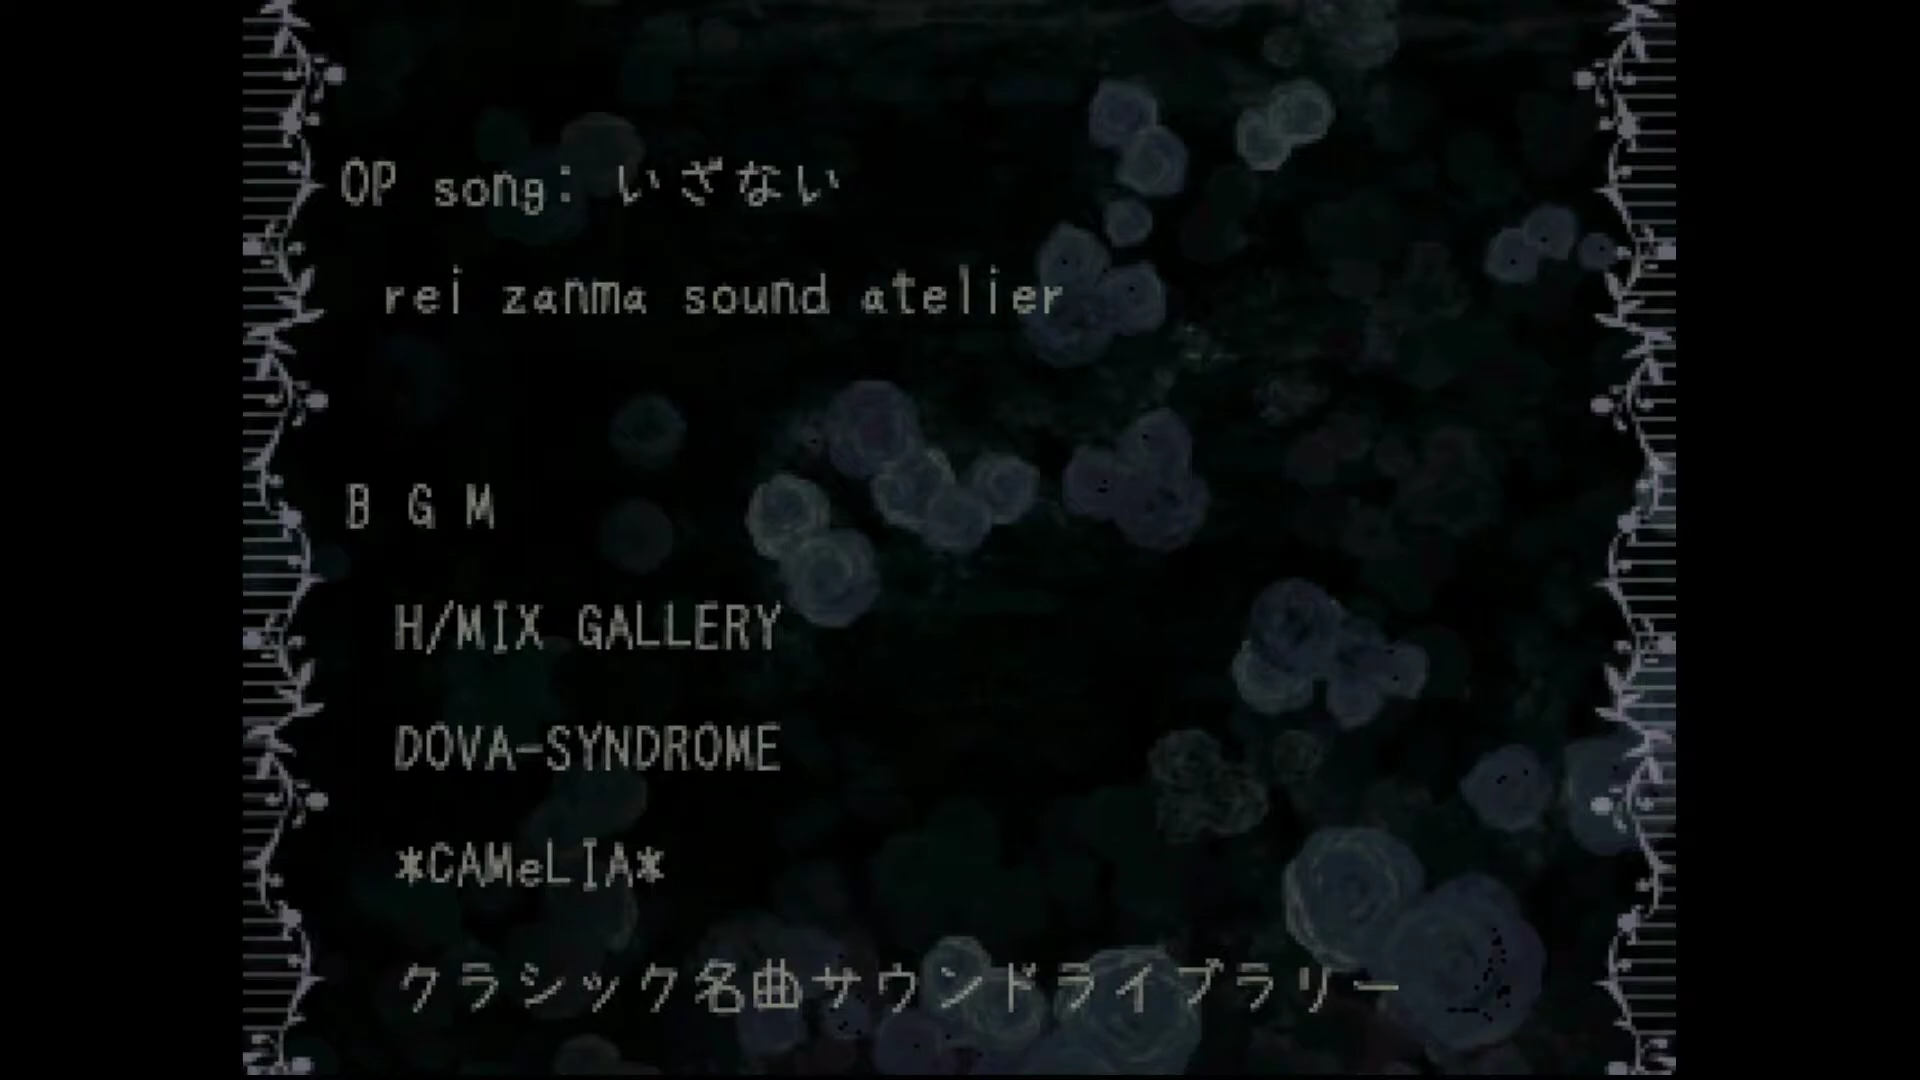 OP song: いざない
rei zanma sound atelier
B G M
H/MIX GALLERY
DOVA-SYNDROME
*CAMeLIA*
クラシック名曲サウンドライブラリー